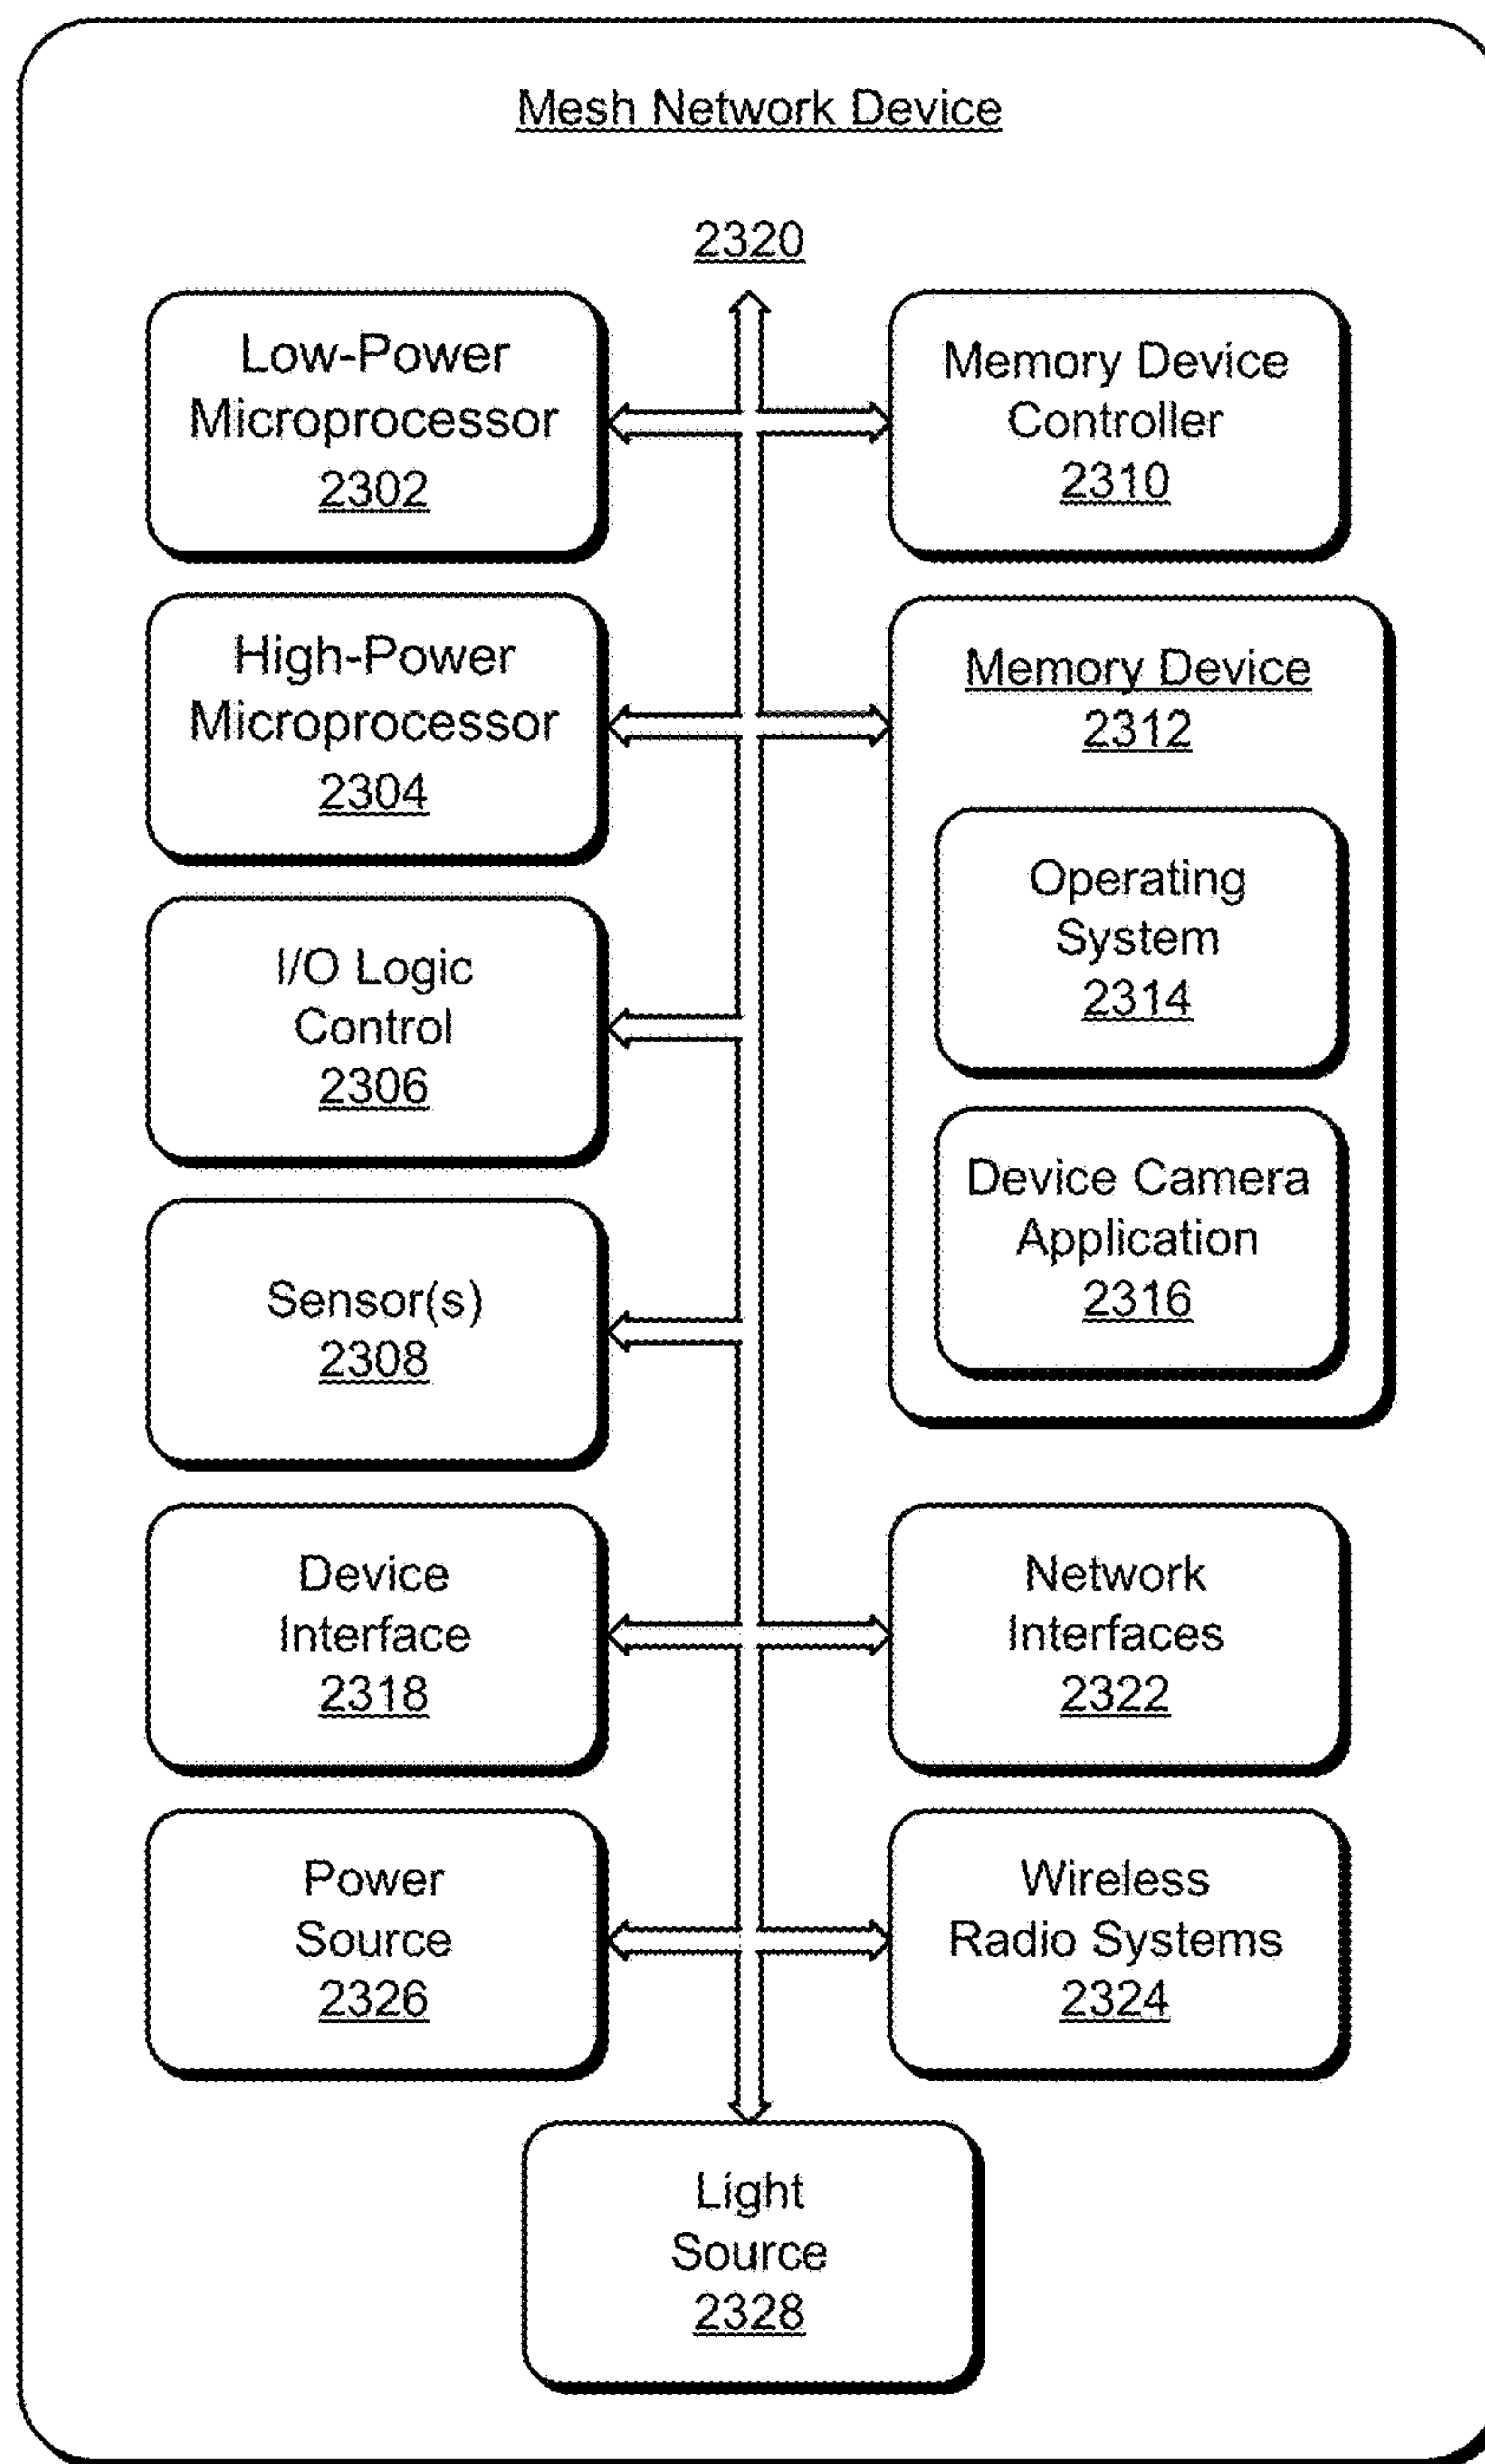 Mesh Network Device
2320
Low-Power
Microprocessor
2302
Memory Device
Controller
2310
High-Power
Microprocessor
2304
Memory Device
2312
Operating
System
2314
I/O Logic
Control
2306
Device Camera
Application
2316
Sensor(s)
2308
Device
Interface
2318
Network
Interfaces
2322
Power
Source
2326
Wireless
Radio Systems
2324
Light
Source
2328